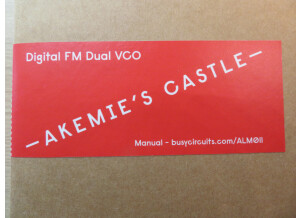 Digital FM Dual VCO
—AKEMIE'S CASTLE—
Manual - busycircuits.com/ALM011